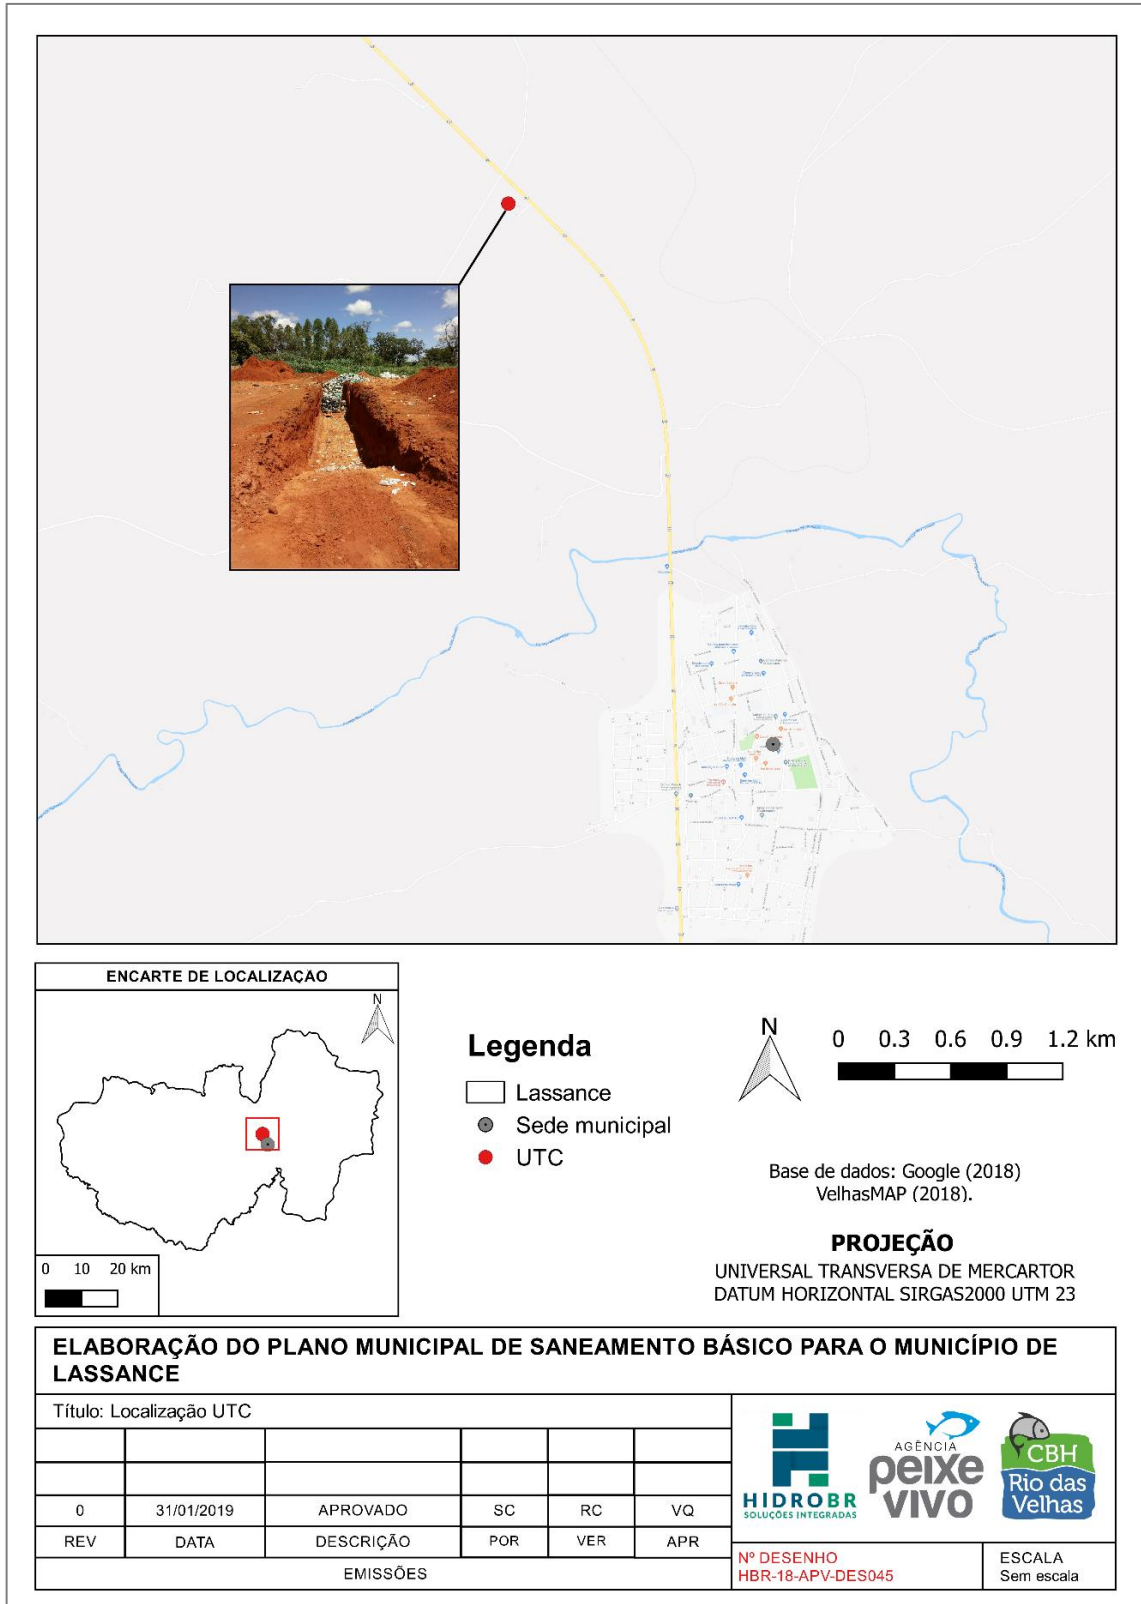 ENCARTE DE LOCALIZAÇAO
N
0 10 20 km
Legenda
Lassance
Sede municipal
UTC
N
0 0.3 0.6 0.9 1.2 km
Base de dados: Google (2018)
VelhasMAP (2018).
PROJEÇÃO
UNIVERSAL TRANSVERSA DE MERCARTOR
DATUM HORIZONTAL SIRGAS2000 UTM 23
ELABORAÇÃO DO PLANO MUNICIPAL DE SANEAMENTO BÁSICO PARA O MUNICÍPIO DE
LASSANCE
Título: Localização UTC
0 31/01/2019 APROVADO SC RC VQ
REV DATA DESCRIÇÃO POR VER APR
EMISSÕES
HIDROBR
SOLUÇÕES INTEGRADAS
AGÊNCIA
peixe
VIVO
CBH
Rio das
Velhas
Nº DESENHO
HBR-18-APV-DES045
ESCALA
Sem escala